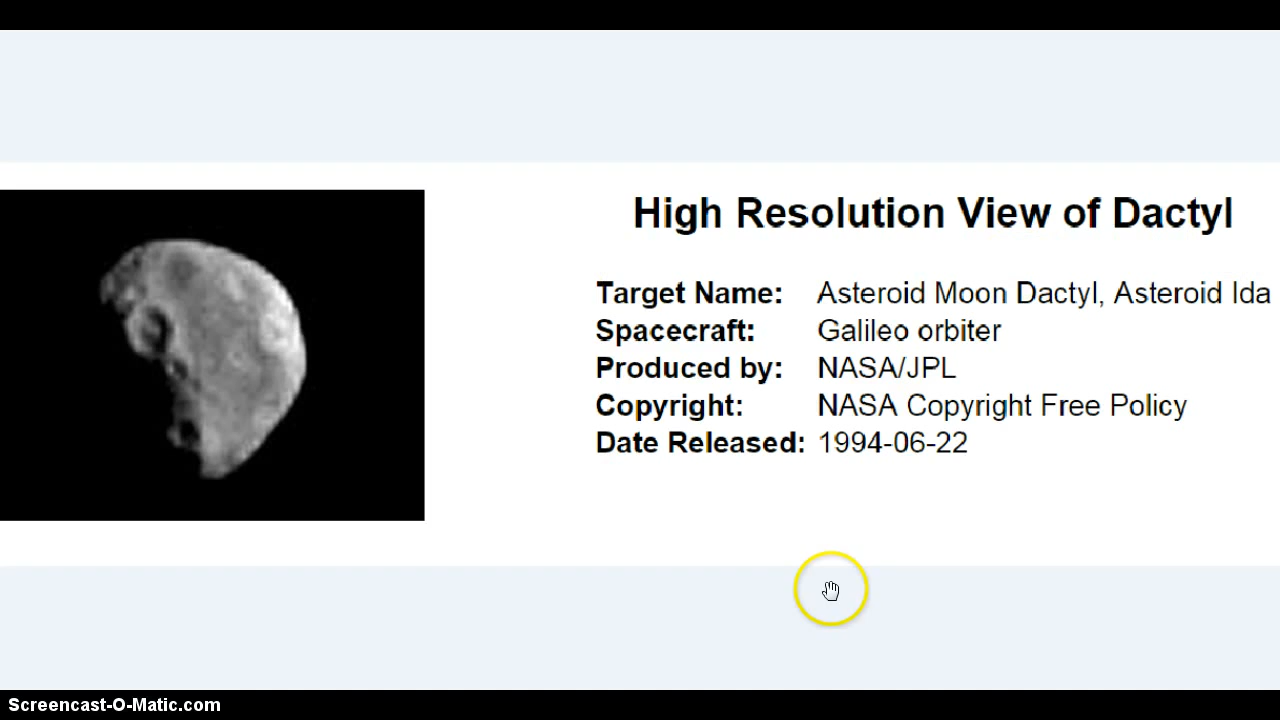 High Resolution View of Dactyl
Target Name: Asteroid Moon Dactyl, Asteroid Ida
Spacecraft: Galileo orbiter
Produced by: NASA/JPL
Copyright: NASA Copyright Free Policy
Date Released: 1994-06-22
Screencast-O-Matic.com